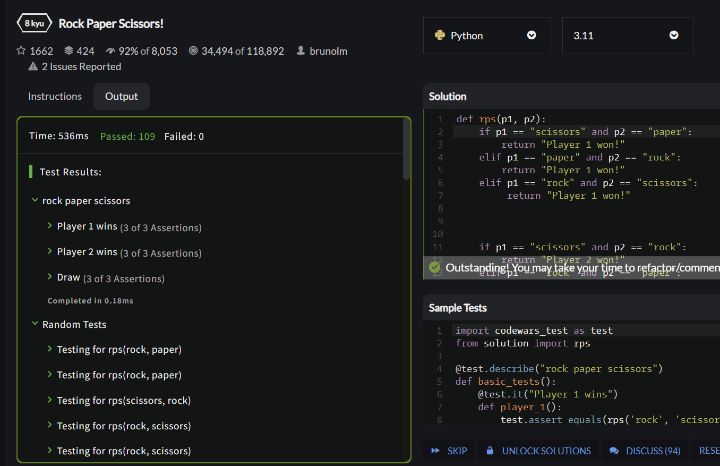 8 kyu Rock Paper Scissors!
1662 424 92% of 8,053 34,494 of 118,892 brunolm
2 Issues Reported
Instructions Output
Time: 536ms Passed: 109 Failed: 0
Test Results:
rock paper scissors
Player 1 wins (3 of 3 Assertions)
Player 2 wins (3 of 3 Assertions)
Draw (3 of 3 Assertions)
Completed in 0.18ms
Random Tests
Testing for rps(rock, paper)
Testing for rps(rock, paper)
Testing for rps(scissors, rock)
Testing for rps(rock, scissors)
Testing for rps(rock, scissors)
Python 3.11
Solution
1 def rps(p1, p2):
2 if p1 == "scissors" and p2 == "paper":
3 return "Player 1 won!"
4 elif p1 == "paper" and p2 == "rock":
5 return "Player 1 won!"
6 elif p1 == "rock" and p2 == "scissors":
7 return "Player 1 won!"
8
9
10
11 if p1 == "scissors" and p2 == "rock":
12 return "Player 2 won!"
Outstanding! You may take your time to refactor/commen
elif p1 == "rock" and p2 == "paper":
Sample Tests
1 import codewars_test as test
2 from solution import rps
3
4 @test.describe("rock paper scissors")
5 def basic_tests():
6 @test.it("Player 1 wins")
7 def player_1():
8 test.assert_equals(rps('rock', 'scissor
SKIP UNLOCK SOLUTIONS DISCUSS (94) RESE